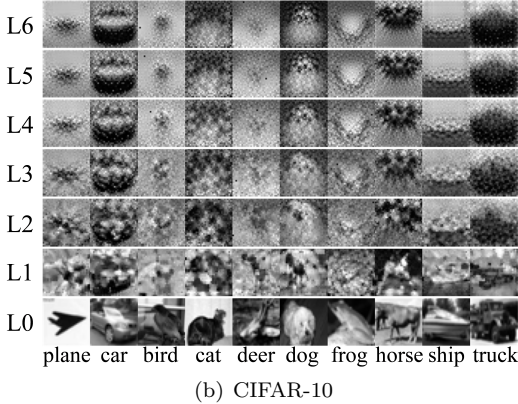 L6
L5
L4
L3
L2
L1
L0
plane car bird cat deer dog frog horse ship truck
(b) CIFAR-10